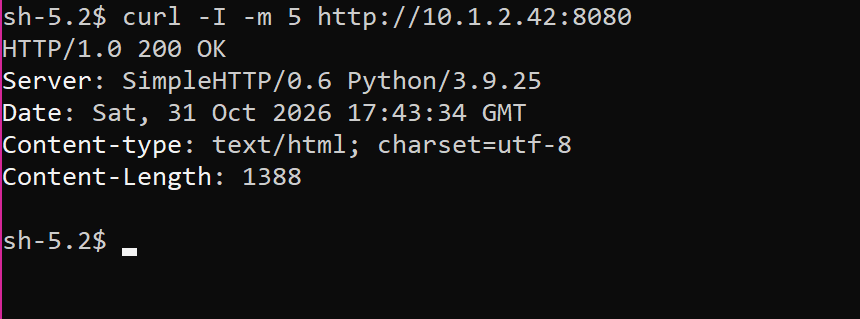 sh-5.2$ curl -I -m 5 http://10.1.2.42:8080
HTTP/1.0 200 OK
Server: SimpleHTTP/0.6 Python/3.9.25
Date: Sat, 31 Oct 2026 17:43:34 GMT
Content-type: text/html; charset=utf-8
Content-Length: 1388
sh-5.2$